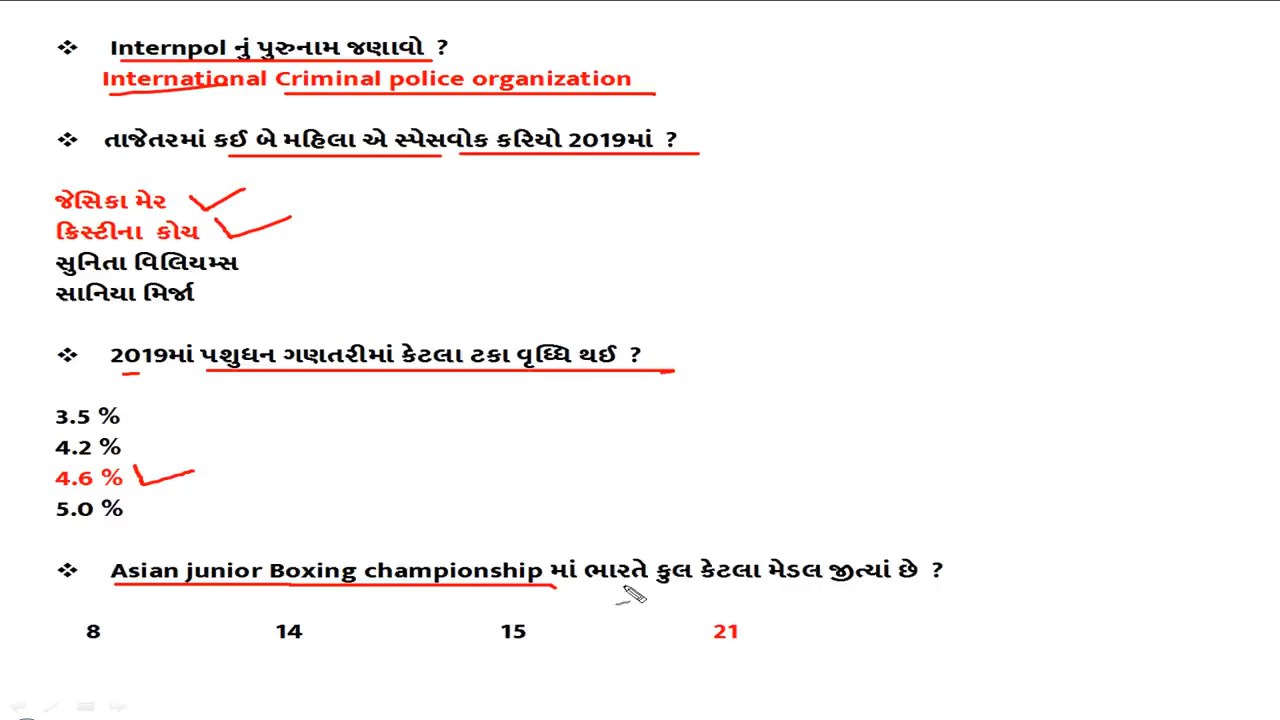 ❖ Internpol નું પુરુનામ જણાવો ?
International Criminal police organization
❖ તાજેતરમાં કઈ બે મહિલા એ સ્પેસવોક કરિયો 2019માં ?
જેસિકા મેર
ક્રિસ્ટીના કોચ
સુનિતા વિલિયમ્સ
સાનિયા મિર્જા
❖ 2019માં પશુધન ગણતરીમાં કેટલા ટકા વૃધ્ધિ થઈ ?
3.5 %
4.2 %
4.6 %
5.0 %
❖ Asian junior Boxing championship માં ભારતે કુલ કેટલા મેડલ જીત્યાં છે ?
8 14 15 21